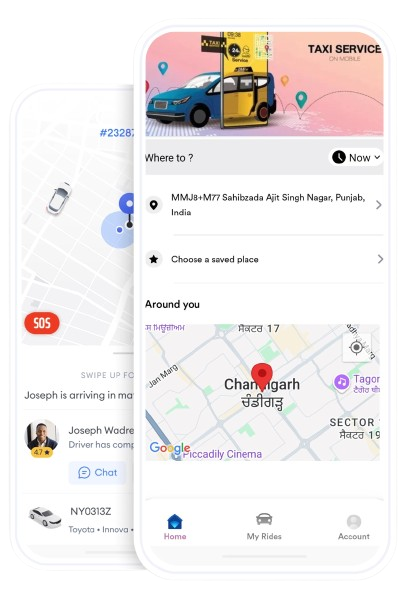 TAXI SERVICE
ON MOBILE
TAXI
24
Service
Where to ?
Now
MMJ8+M77 Sahibzada Ajit Singh Nagar, Punjab,
India
Choose a saved place
Around you
ਸੈਕਟਰ 17
Jan Marg
Chandigarh
ਚੰਡੀਗੜ੍ਹ
Tagor
SECTOR
ਸੈਕਟਰ 19
Google
Piccadily Cinema
Home
My Rides
Account
#23287
SOS
SWIPE UP FO
Joseph is arriving in ma
Joseph Wadre
Driver has comp
4.7
Chat
NY0313Z
Toyota • Innova •